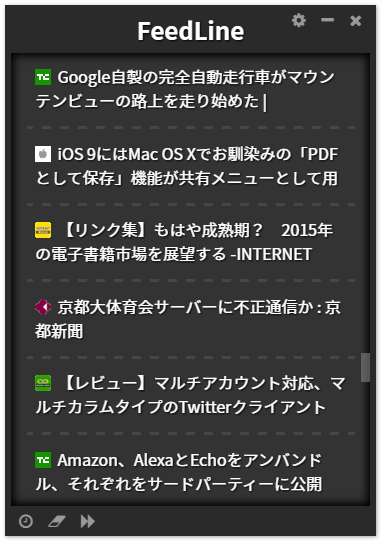 FeedLine
Google自製の完全自動走行車がマウン
テンビューの路上を走り始めた |
iOS 9にはMac OS Xでお馴染みの「PDF
として保存」機能が共有メニューとして用
【リンク集】もはや成熟期？ 2015年
の電子書籍市場を展望する -INTERNET
京都大体育会サーバーに不正通信か : 京
都新聞
【レビュー】マルチアカウント対応、マ
ルチカラムタイプのTwitterクライアント
Amazon、AlexaとEchoをアンバンド
ル、それぞれをサードパーティーに公開